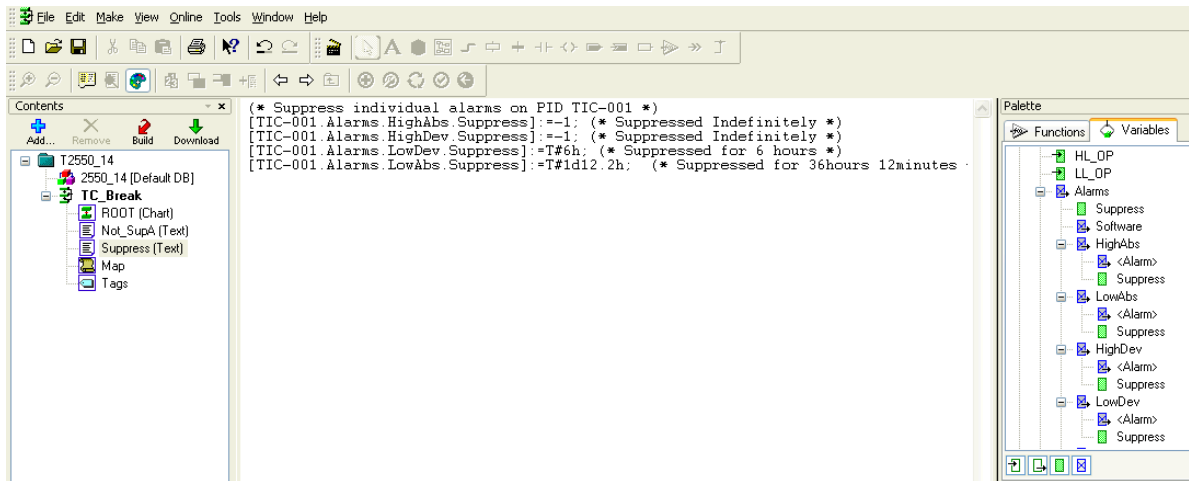 File Edit Make View Online Tools Window Help
Contents
Add... Remove Build Download
T2550_14
2550_14 [Default DB]
TC_Break
ROOT (Chart)
Not_SupA (Text)
Suppress (Text)
Map
Tags
(* Suppress individual alarms on PID TIC-001 *)
[TIC-001.Alarms.HighAbs.Suppress]:=-1; (* Suppressed Indefinitely *)
[TIC-001.Alarms.HighDev.Suppress]:=-1; (* Suppressed Indefinitely *)
[TIC-001.Alarms.LowDev.Suppress]:=T#6h; (* Suppressed for 6 hours *)
[TIC-001.Alarms.LowAbs.Suppress]:=T#1d12.2h; (* Suppressed for 36hours 12minutes
Palette
Functions Variables
HL_OP
LL_OP
Alarms
Suppress
Software
HighAbs
<Alarm>
Suppress
LowAbs
<Alarm>
Suppress
HighDev
<Alarm>
Suppress
LowDev
<Alarm>
Suppress